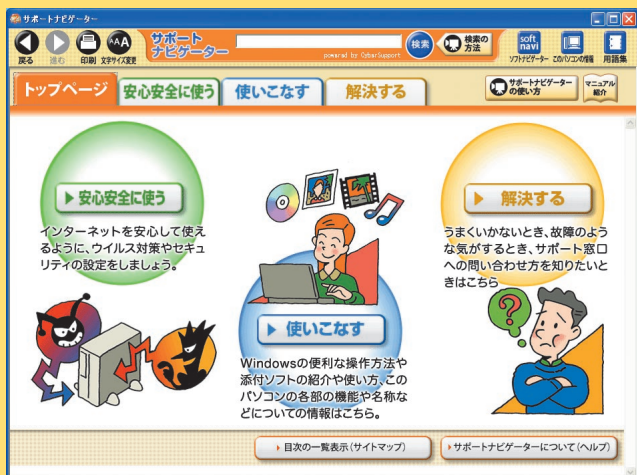 サポートナビゲーター
戻る
進む
印刷
文字サイズ変更
AAA
サポート
ナビゲーター
powered by CyberSupport
検索
検索の
方法
soft
navi
ソフトナビゲーター
このパソコンの情報
用語集
トップページ
安心安全に使う
使いこなす
解決する
サポートナビゲーター
の使い方
マニュアル
紹介
安心安全に使う
インターネットを安心して使え
るように、ウイルス対策やセキュ
リティの設定をしましょう。
使いこなす
Windowsの便利な操作方法や
添付ソフトの紹介や使い方、この
パソコンの各部の機能や名称な
どについての情報はこちら。
解決する
うまくいかないとき、故障のよう
な気がするとき、サポート窓口
への問い合わせ方を知りたいと
きはこちら
?
目次の一覧表示(サイトマップ)
サポートナビゲーターについて(ヘルプ)